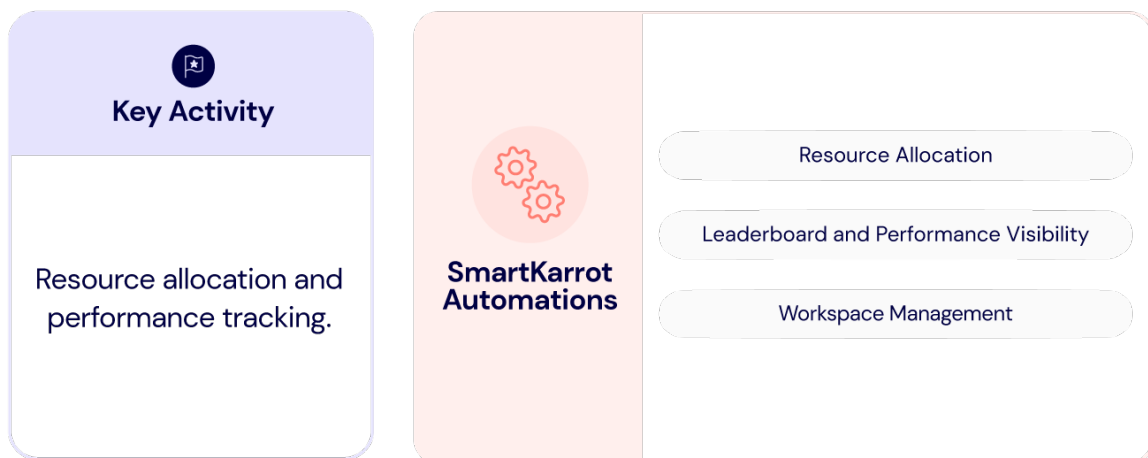 Key Activity
Resource allocation and
performance tracking.
SmartKarrot
Automations
Resource Allocation
Leaderboard and Performance Visibility
Workspace Management